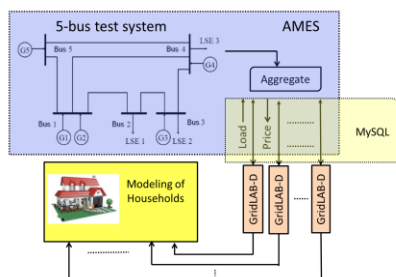 5-bus test system
AMES
G5
Bus 5
Bus 4
LSE 3
G4
Aggregate
Bus 1
Bus 2
Bus 3
G1
G2
LSE 1
G3
LSE 2
Load
Price
MySQL
GridLAB-D
GridLAB-D
GridLAB-D
Modeling of
Households